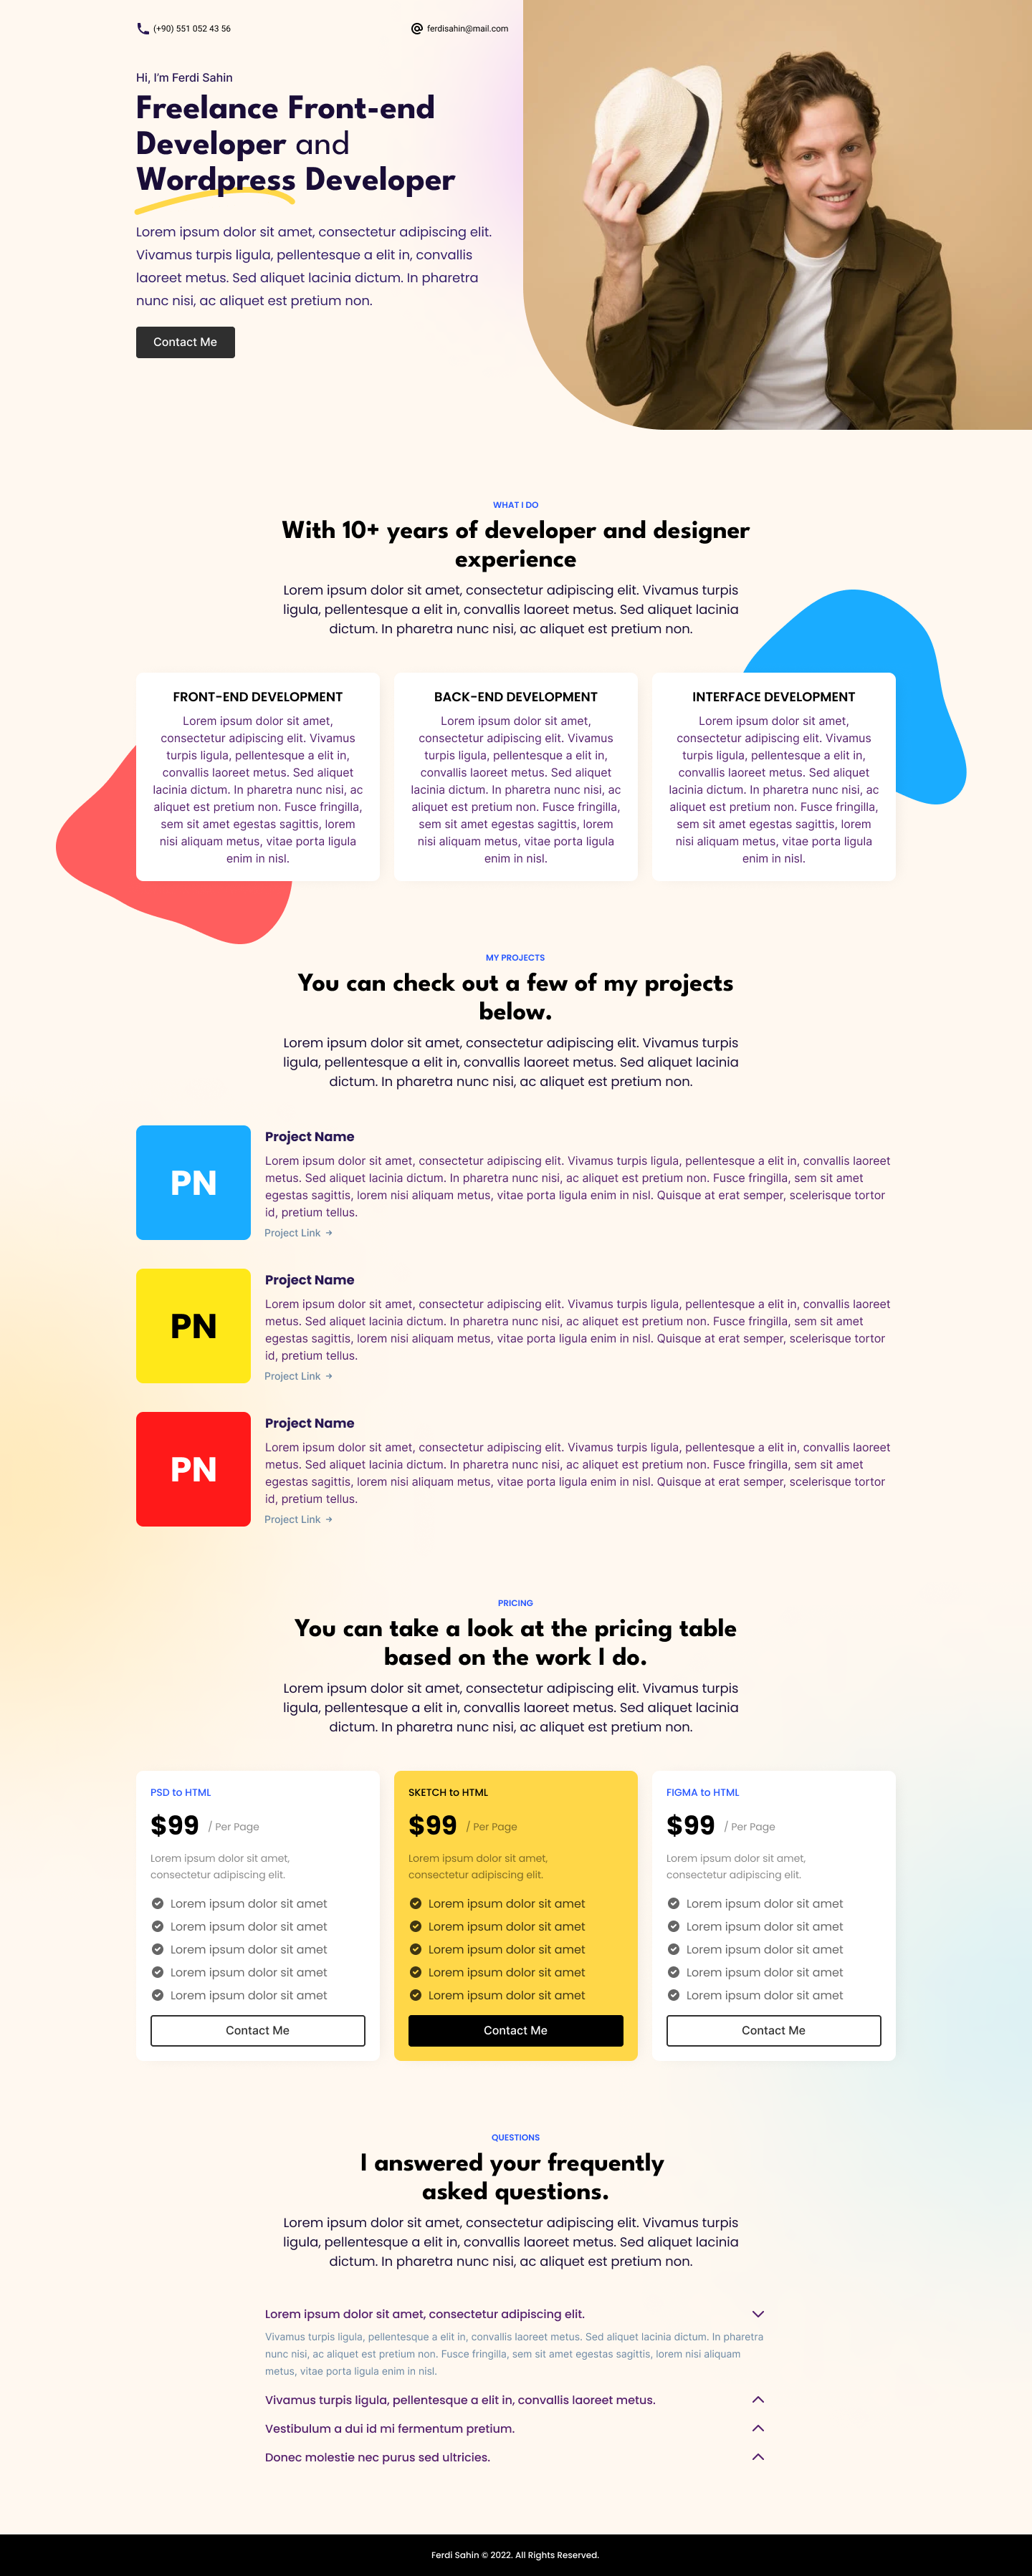 (+90) 551 052 43 56
ferdisahin@mail.com
Hi, I'm Ferdi Sahin
Freelance Front-end
Developer and
Wordpress Developer
Lorem ipsum dolor sit amet, consectetur adipiscing elit.
Vivamus turpis ligula, pellentesque a elit in, convallis
laoreet metus. Sed aliquet lacinia dictum. In pharetra
nunc nisi, ac aliquet est pretium non.
Contact Me
WHAT I DO
With 10+ years of developer and designer
experience
Lorem ipsum dolor sit amet, consectetur adipiscing elit. Vivamus turpis
ligula, pellentesque a elit in, convallis laoreet metus. Sed aliquet lacinia
dictum. In pharetra nunc nisi, ac aliquet est pretium non.
FRONT-END DEVELOPMENT
Lorem ipsum dolor sit amet,
consectetur adipiscing elit. Vivamus
turpis ligula, pellentesque a elit in,
convallis laoreet metus. Sed aliquet
lacinia dictum. In pharetra nunc nisi, ac
aliquet est pretium non. Fusce fringilla,
sem sit amet egestas sagittis, lorem
nisi aliquam metus, vitae porta ligula
enim in nisl.
BACK-END DEVELOPMENT
Lorem ipsum dolor sit amet,
consectetur adipiscing elit. Vivamus
turpis ligula, pellentesque a elit in,
convallis laoreet metus. Sed aliquet
lacinia dictum. In pharetra nunc nisi, ac
aliquet est pretium non. Fusce fringilla,
sem sit amet egestas sagittis, lorem
nisi aliquam metus, vitae porta ligula
enim in nisl.
INTERFACE DEVELOPMENT
Lorem ipsum dolor sit amet,
consectetur adipiscing elit. Vivamus
turpis ligula, pellentesque a elit in,
convallis laoreet metus. Sed aliquet
lacinia dictum. In pharetra nunc nisi, ac
aliquet est pretium non. Fusce fringilla,
sem sit amet egestas sagittis, lorem
nisi aliquam metus, vitae porta ligula
enim in nisl.
MY PROJECTS
You can check out a few of my projects
below.
Lorem ipsum dolor sit amet, consectetur adipiscing elit. Vivamus turpis
ligula, pellentesque a elit in, convallis laoreet metus. Sed aliquet lacinia
dictum. In pharetra nunc nisi, ac aliquet est pretium non.
PN
Project Name
Lorem ipsum dolor sit amet, consectetur adipiscing elit. Vivamus turpis ligula, pellentesque a elit in, convallis laoreet
metus. Sed aliquet lacinia dictum. In pharetra nunc nisi, ac aliquet est pretium non. Fusce fringilla, sem sit amet
egestas sagittis, lorem nisi aliquam metus, vitae porta ligula enim in nisl. Quisque at erat semper, scelerisque tortor
id, pretium tellus.
Project Link →
PN
Project Name
Lorem ipsum dolor sit amet, consectetur adipiscing elit. Vivamus turpis ligula, pellentesque a elit in, convallis laoreet
metus. Sed aliquet lacinia dictum. In pharetra nunc nisi, ac aliquet est pretium non. Fusce fringilla, sem sit amet
egestas sagittis, lorem nisi aliquam metus, vitae porta ligula enim in nisl. Quisque at erat semper, scelerisque tortor
id, pretium tellus.
Project Link →
PN
Project Name
Lorem ipsum dolor sit amet, consectetur adipiscing elit. Vivamus turpis ligula, pellentesque a elit in, convallis laoreet
metus. Sed aliquet lacinia dictum. In pharetra nunc nisi, ac aliquet est pretium non. Fusce fringilla, sem sit amet
egestas sagittis, lorem nisi aliquam metus, vitae porta ligula enim in nisl. Quisque at erat semper, scelerisque tortor
id, pretium tellus.
Project Link →
PRICING
You can take a look at the pricing table
based on the work I do.
Lorem ipsum dolor sit amet, consectetur adipiscing elit. Vivamus turpis
ligula, pellentesque a elit in, convallis laoreet metus. Sed aliquet lacinia
dictum. In pharetra nunc nisi, ac aliquet est pretium non.
PSD to HTML
$99 / Per Page
Lorem ipsum dolor sit amet,
consectetur adipiscing elit.
Lorem ipsum dolor sit amet
Lorem ipsum dolor sit amet
Lorem ipsum dolor sit amet
Lorem ipsum dolor sit amet
Lorem ipsum dolor sit amet
Contact Me
SKETCH to HTML
$99 / Per Page
Lorem ipsum dolor sit amet,
consectetur adipiscing elit.
Lorem ipsum dolor sit amet
Lorem ipsum dolor sit amet
Lorem ipsum dolor sit amet
Lorem ipsum dolor sit amet
Lorem ipsum dolor sit amet
Contact Me
FIGMA to HTML
$99 / Per Page
Lorem ipsum dolor sit amet,
consectetur adipiscing elit.
Lorem ipsum dolor sit amet
Lorem ipsum dolor sit amet
Lorem ipsum dolor sit amet
Lorem ipsum dolor sit amet
Lorem ipsum dolor sit amet
Contact Me
QUESTIONS
I answered your frequently
asked questions.
Lorem ipsum dolor sit amet, consectetur adipiscing elit. Vivamus turpis
ligula, pellentesque a elit in, convallis laoreet metus. Sed aliquet lacinia
dictum. In pharetra nunc nisi, ac aliquet est pretium non.
Lorem ipsum dolor sit amet, consectetur adipiscing elit.
Vivamus turpis ligula, pellentesque a elit in, convallis laoreet metus. Sed aliquet lacinia dictum. In pharetra
nunc nisi, ac aliquet est pretium non. Fusce fringilla, sem sit amet egestas sagittis, lorem nisi aliquam
metus, vitae porta ligula enim in nisl.
Vivamus turpis ligula, pellentesque a elit in, convallis laoreet metus.
Vestibulum a dui id mi fermentum pretium.
Donec molestie nec purus sed ultricies.
Ferdi Sahin © 2022. All Rights Reserved.